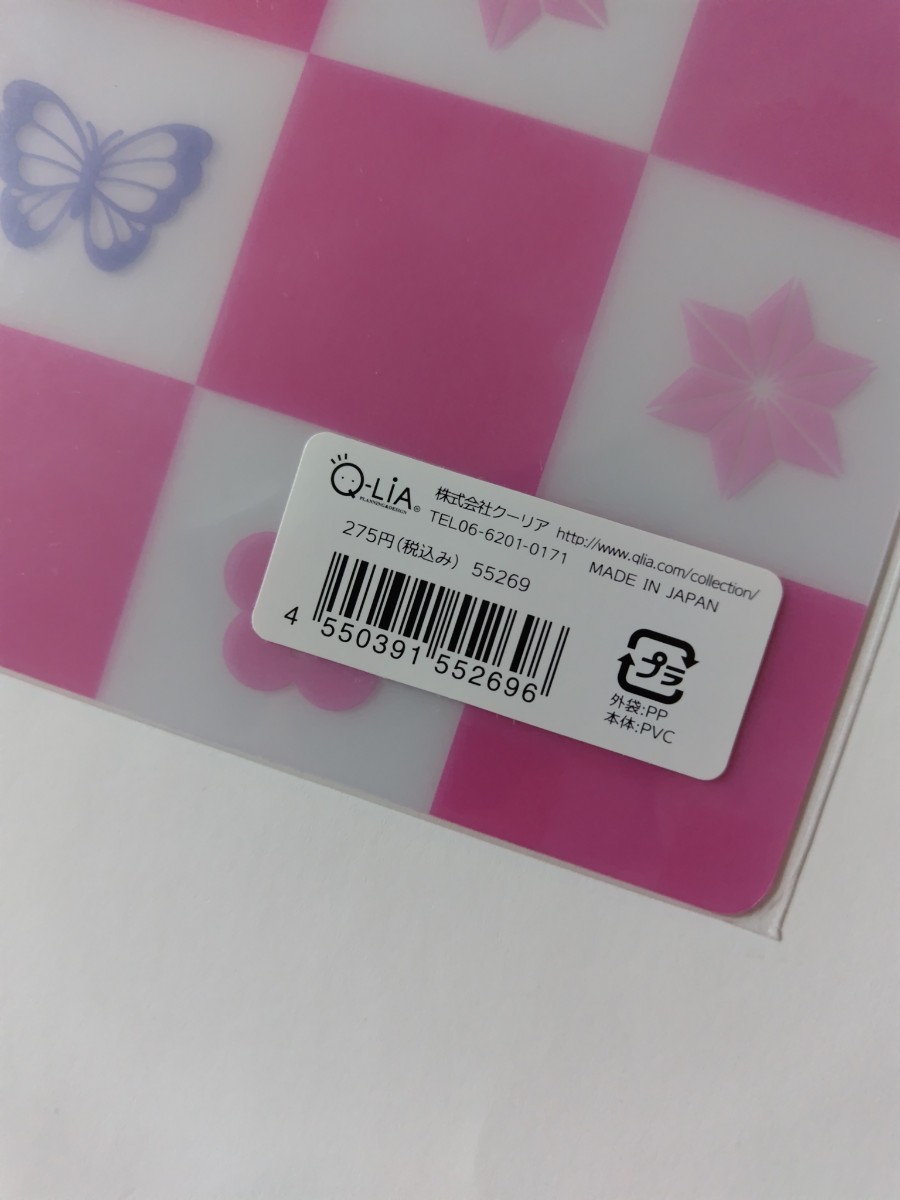 Q-LiA®
PLANNING&DESIGN
株式会社クーリア http://www.qlia.com/collection/
TEL06-6201-0171 MADE IN JAPAN
275円(税込み) 55269
4 550391 552696
プラ
外袋:PP
本体:PVC